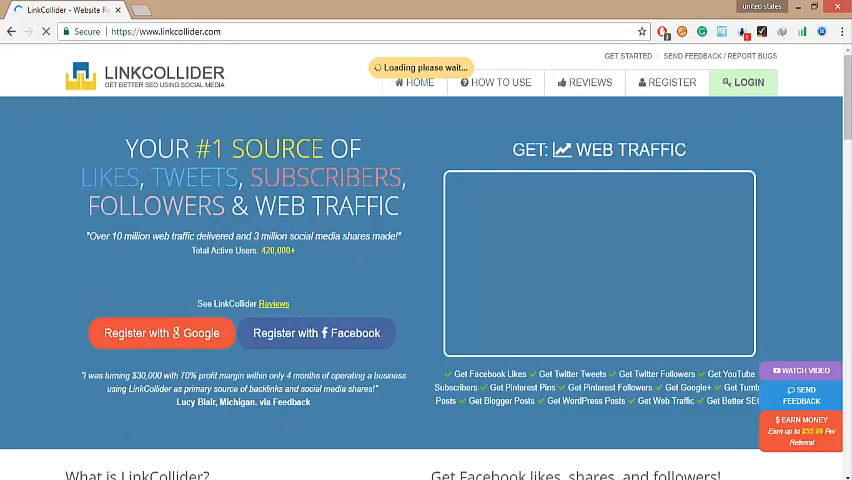 LinkCollider - Website R
united states
Secure https://www.linkcollider.com
GET STARTED SEND FEEDBACK / REPORT BUGS
LINKCOLLIDER
GET BETTER SEO USING SOCIAL MEDIA
Loading please wait...
HOME HOW TO USE REVIEWS REGISTER LOGIN
YOUR #1 SOURCE OF
LIKES, TWEETS, SUBSCRIBERS,
FOLLOWERS & WEB TRAFFIC
"Over 10 million web traffic delivered and 3 million social media shares made!"
Total Active Users: 420,000+
See LinkCollider Reviews
Register with Google
Register with Facebook
"I was turning $30,000 with 70% profit margin within only 4 months of operating a business
using LinkCollider as primary source of backlinks and social media shares!"
Lucy Blair, Michigan. via Feedback
GET: WEB TRAFFIC
Get Facebook Likes Get Twitter Tweets Get Twitter Followers Get YouTube
Subscribers Get Pinterest Pins Get Pinterest Followers Get Google+ Get Tum
Posts Get Blogger Posts Get WordPress Posts Get Web Traffic Get Better SEO
WATCH VIDEO
SEND
FEEDBACK
$ EARN MONEY
Earn up to $55.99 Per
Referral
What is LinkCollider?
Get Facebook likes, shares, and followers!